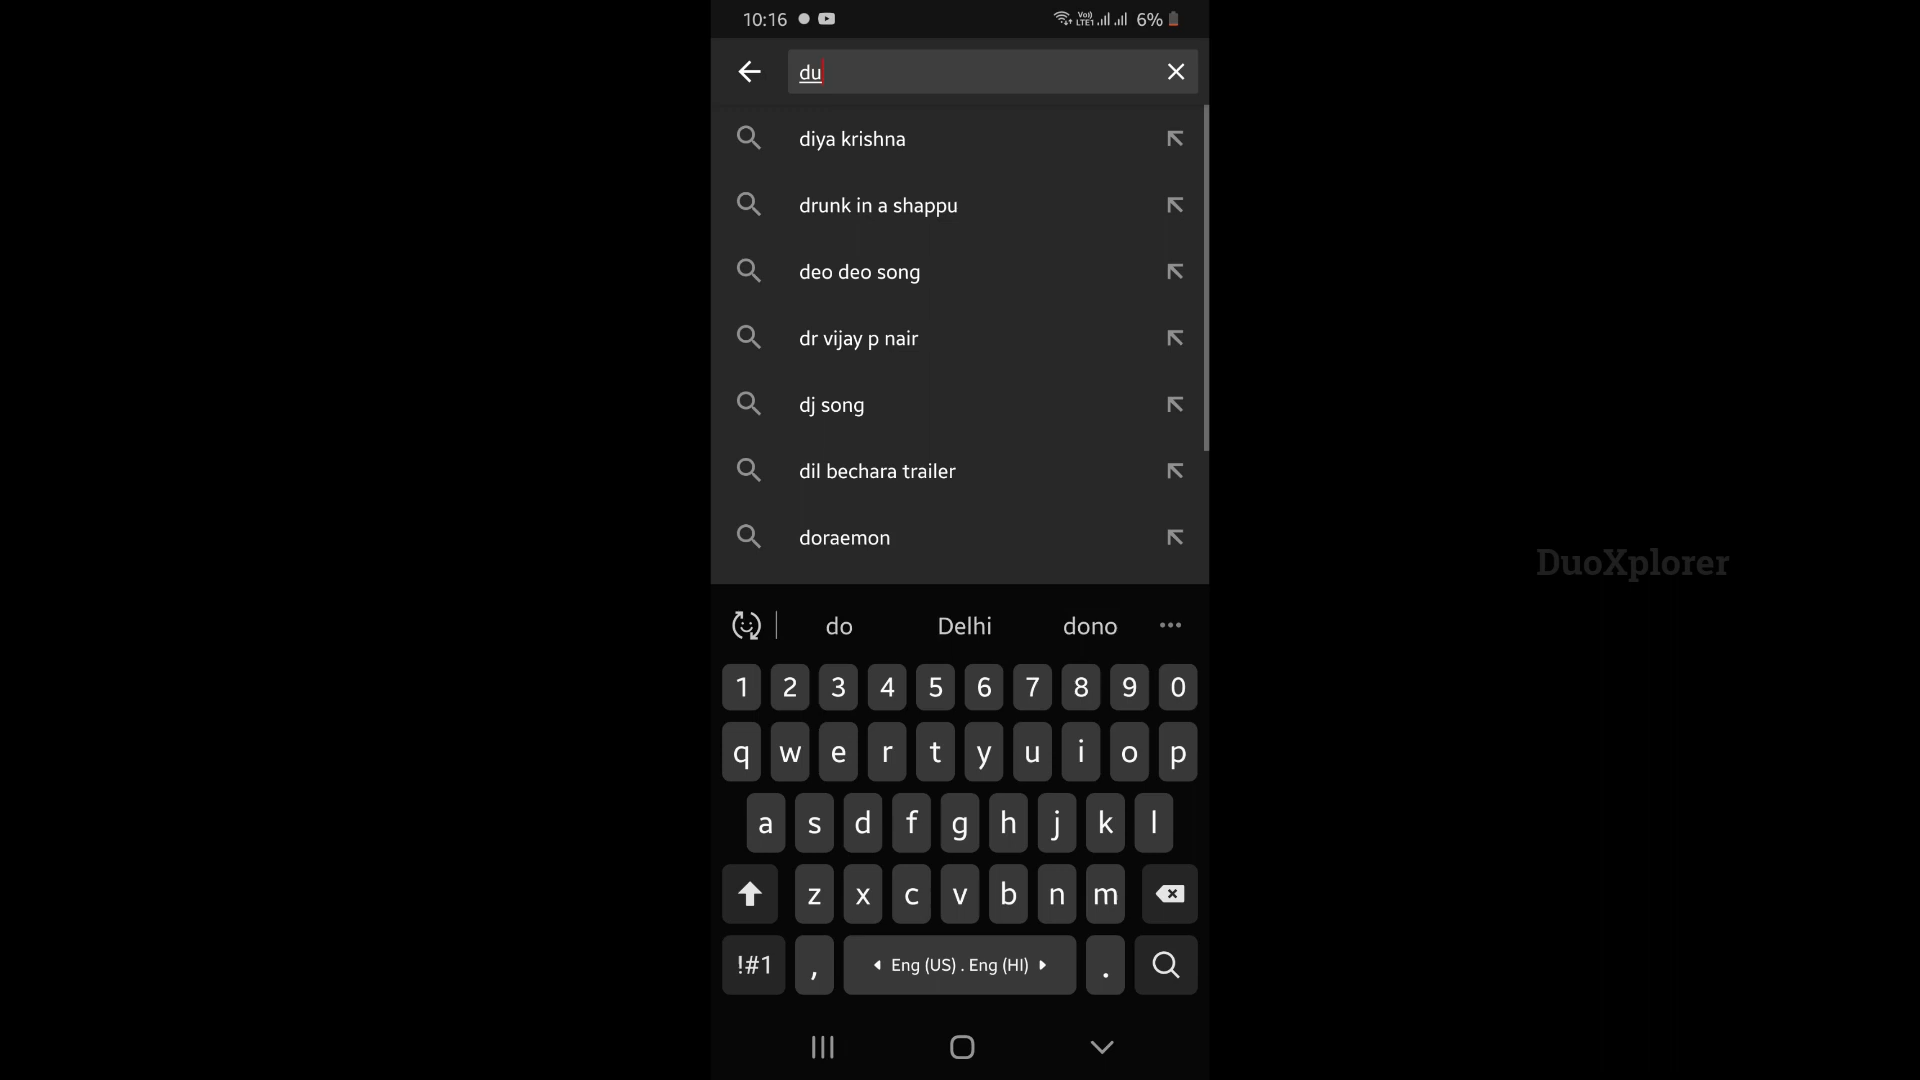 10:16 Vo)) LTE1 6%
du
diya krishna
drunk in a shappu
deo deo song
dr vijay p nair
dj song
dil bechara trailer
doraemon
DuoXplorer
do Delhi dono
1 2 3 4 5 6 7 8 9 0
q w e r t y u i o p
a s d f g h j k l
z x c v b n m
!#1 , Eng (US) . Eng (HI) .